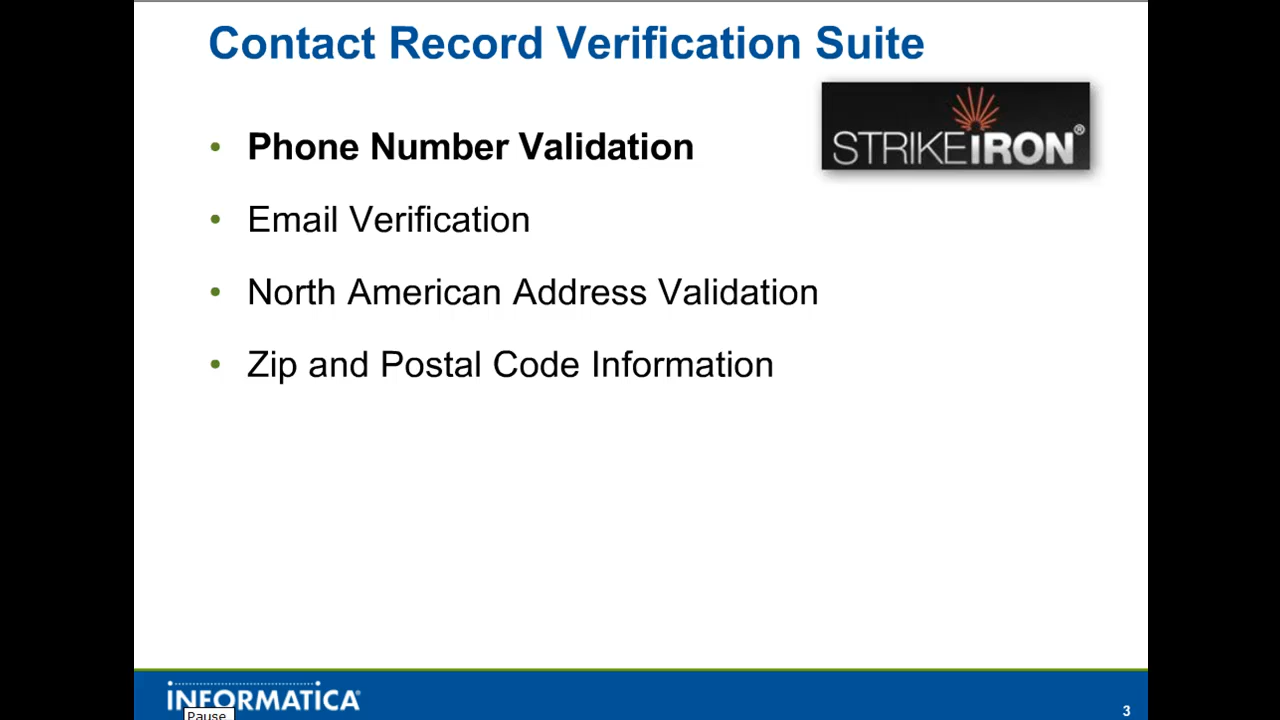 Contact Record Verification Suite
STRIKEIRON®
• Phone Number Validation
• Email Verification
• North American Address Validation
• Zip and Postal Code Information
INFORMATICA®
Pause
3